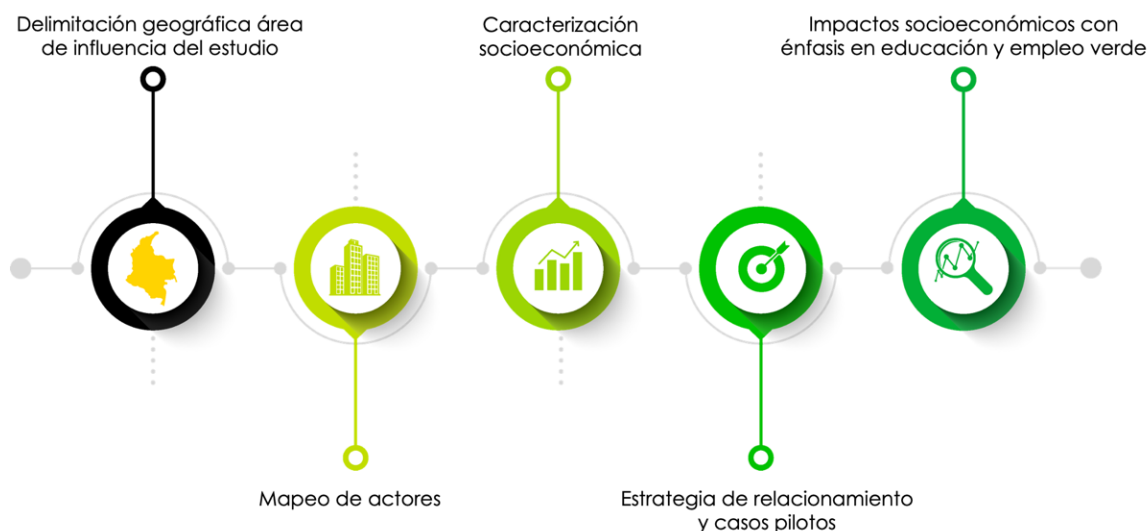 Delimitación geográfica área
de influencia del estudio
Caracterización
socioeconómica
Impactos socioeconómicos con
énfasis en educación y empleo verde
Mapeo de actores
Estrategia de relacionamiento
y casos pilotos